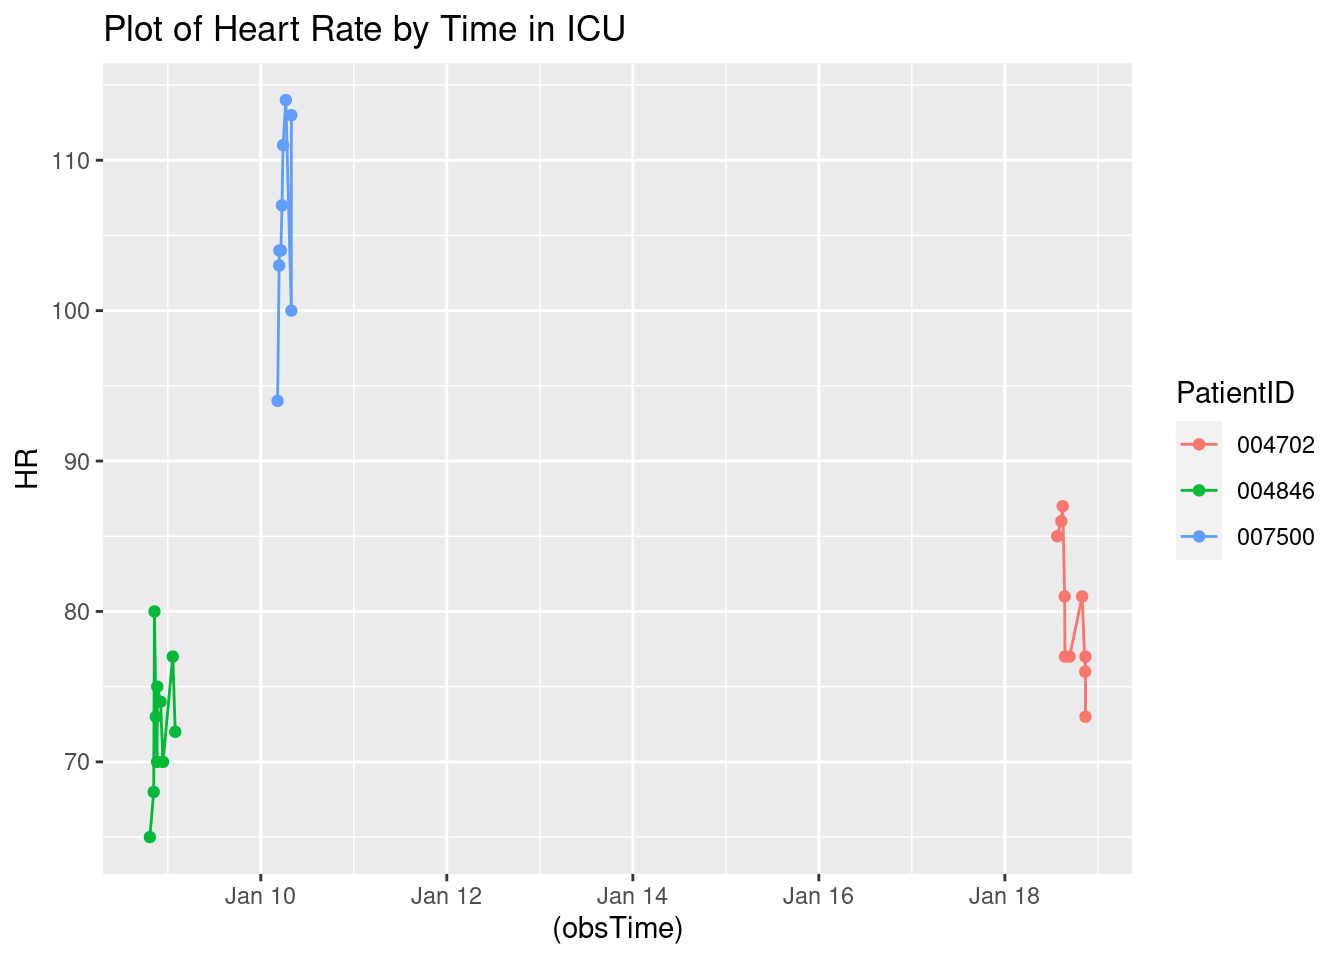 Plot of Heart Rate by Time in ICU
110
100
90
80
70
HR
Jan 10
Jan 12
Jan 14
Jan 16
Jan 18
(obsTime)
PatientID
004702
004846
007500